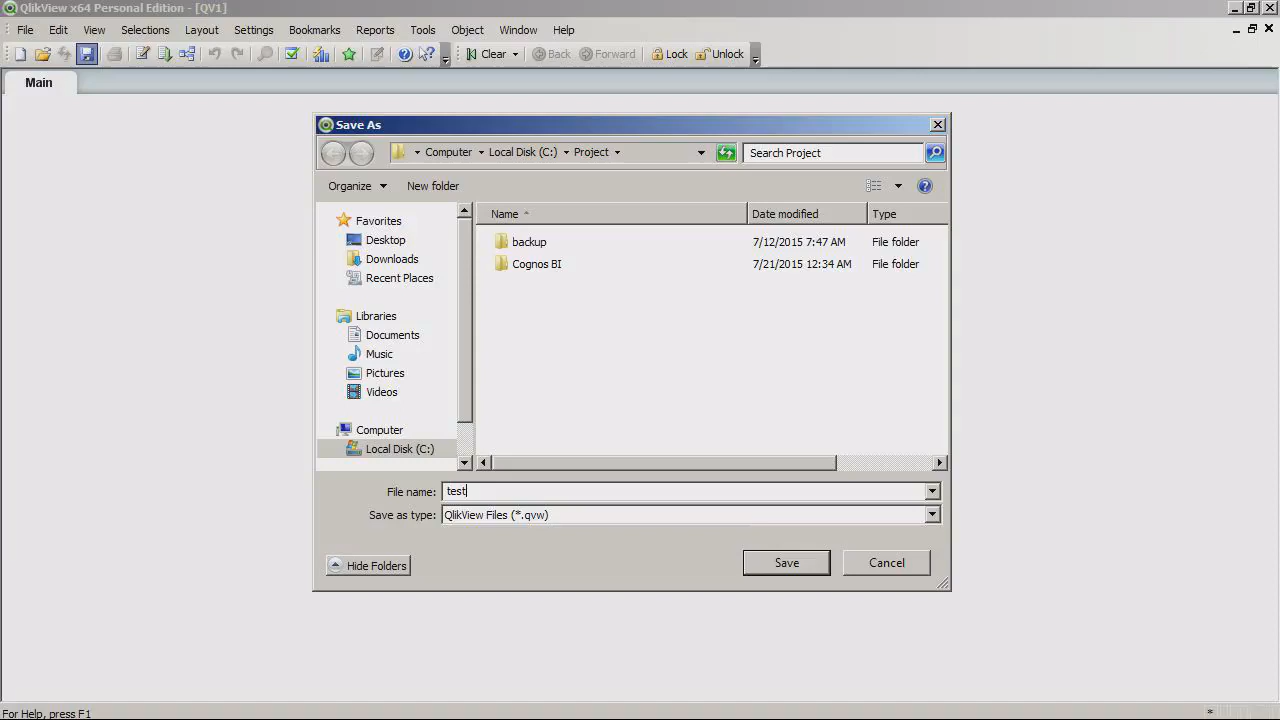 QlikView x64 Personal Edition - [QV1]
File Edit View Selections Layout Settings Bookmarks Reports Tools Object Window Help
Clear Back Forward Lock Unlock
Main
Save As
Computer Local Disk (C:) Project Search Project
Organize New folder
Name Date modified Type
Favorites
Desktop
Downloads
Recent Places
Libraries
Documents
Music
Pictures
Videos
Computer
Local Disk (C:)
backup 7/12/2015 7:47 AM File folder
Cognos BI 7/21/2015 12:34 AM File folder
File name: test
Save as type: QlikView Files (*.qvw)
Hide Folders Save Cancel
For Help, press F1 *